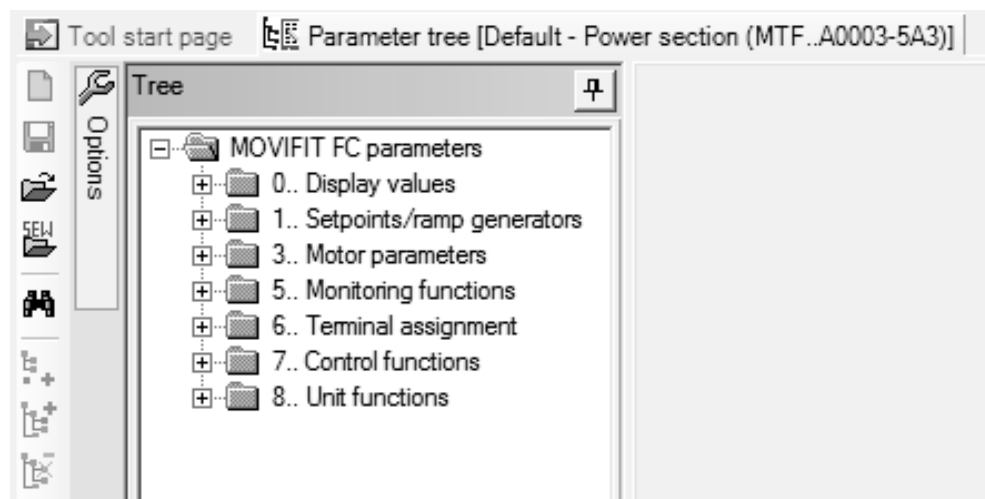 Tool start page
Parameter tree [Default - Power section (MTF..A0003-5A3)]
Options
Tree
MOVIFIT FC parameters
0.. Display values
1.. Setpoints/ramp generators
3.. Motor parameters
5.. Monitoring functions
6.. Terminal assignment
7.. Control functions
8.. Unit functions
SEW